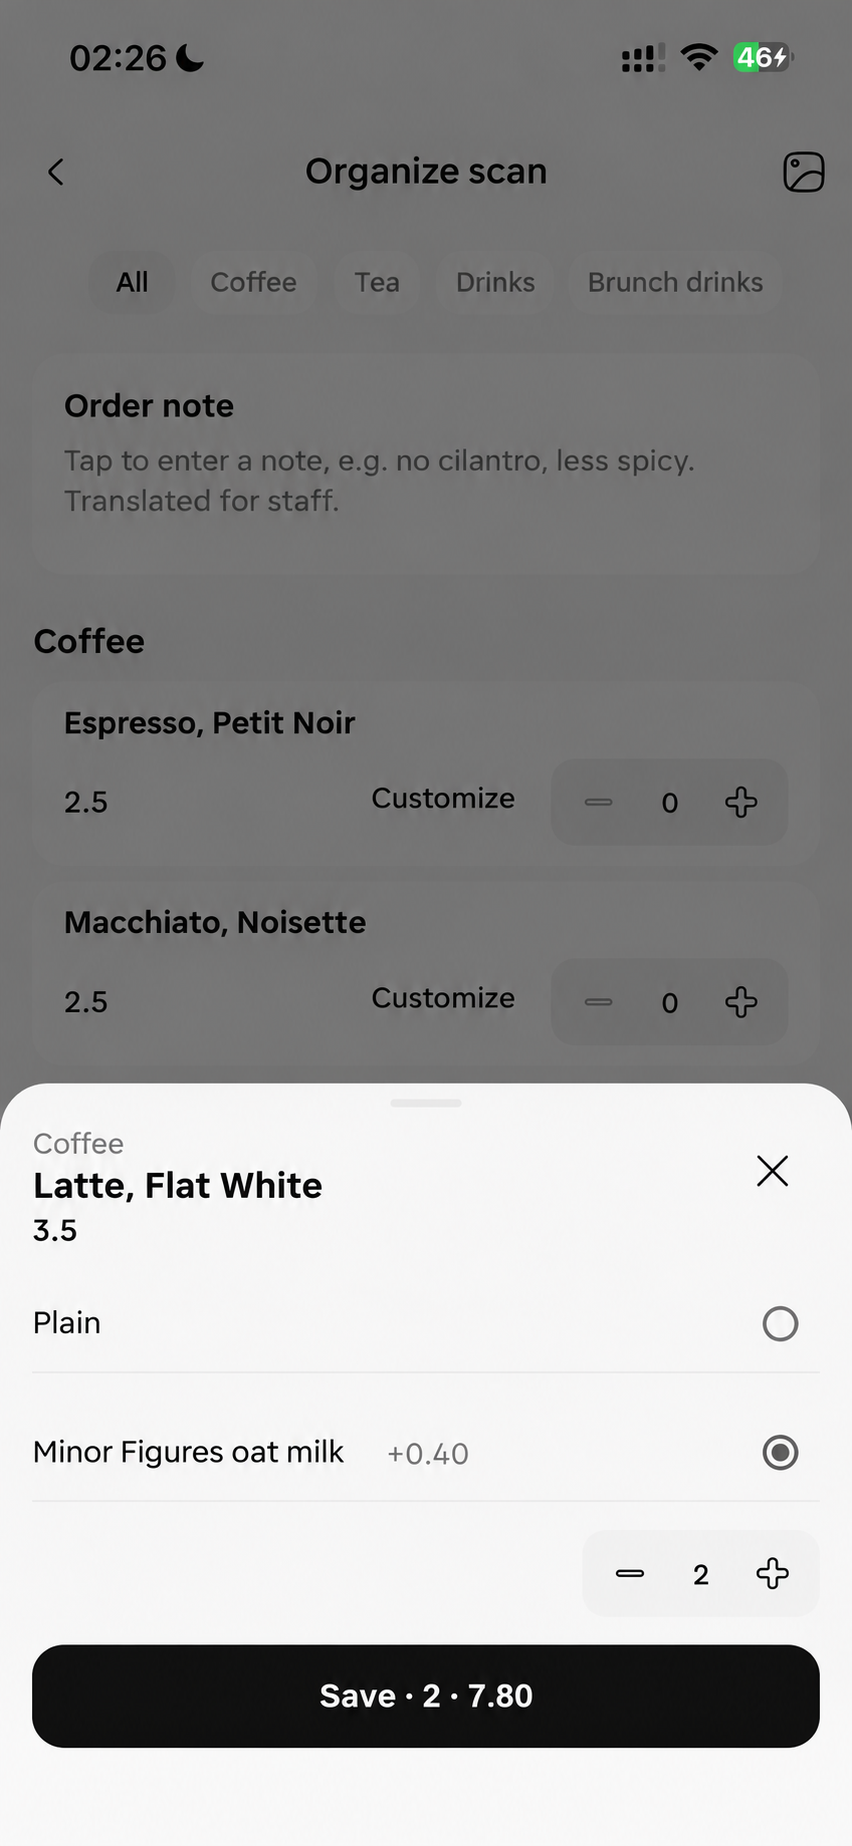 02:26
46
Organize scan
All
Coffee
Tea
Drinks
Brunch drinks
Order note
Tap to enter a note, e.g. no cilantro, less spicy.
Translated for staff.
Coffee
Espresso, Petit Noir
2.5
Customize
0
Macchiato, Noisette
2.5
Customize
0
Coffee
Latte, Flat White
3.5
Plain
Minor Figures oat milk +0.40
2
Save · 2 · 7.80